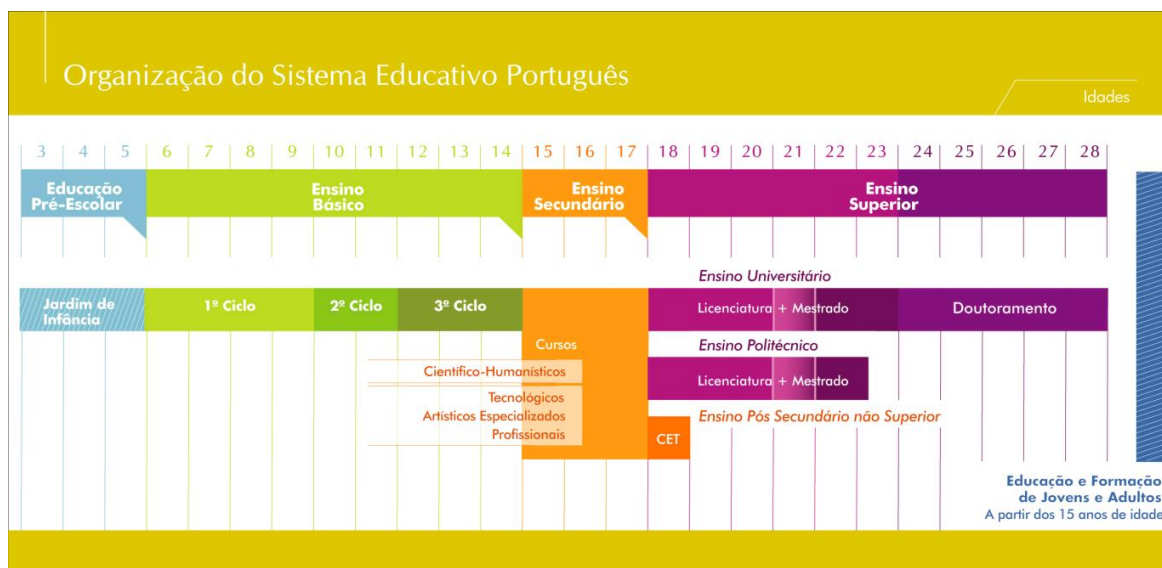 Organização do Sistema Educativo Português
Idades
3 4 5 6 7 8 9 10 11 12 13 14 15 16 17 18 19 20 21 22 23 24 25 26 27 28
Educação
Pré-Escolar
Ensino
Básico
Ensino
Secundário
Ensino
Superior
Ensino Universitário
Jardim de
Infância
1º Ciclo
2º Ciclo
3º Ciclo
Licenciatura + Mestrado
Doutoramento
Cursos
Ensino Politécnico
Científico-Humanísticos
Licenciatura + Mestrado
Tecnológicos
Artísticos Especializados
Profissionais
Ensino Pós Secundário não Superior
CET
Educação e Formação
de Jovens e Adultos
A partir dos 15 anos de idade